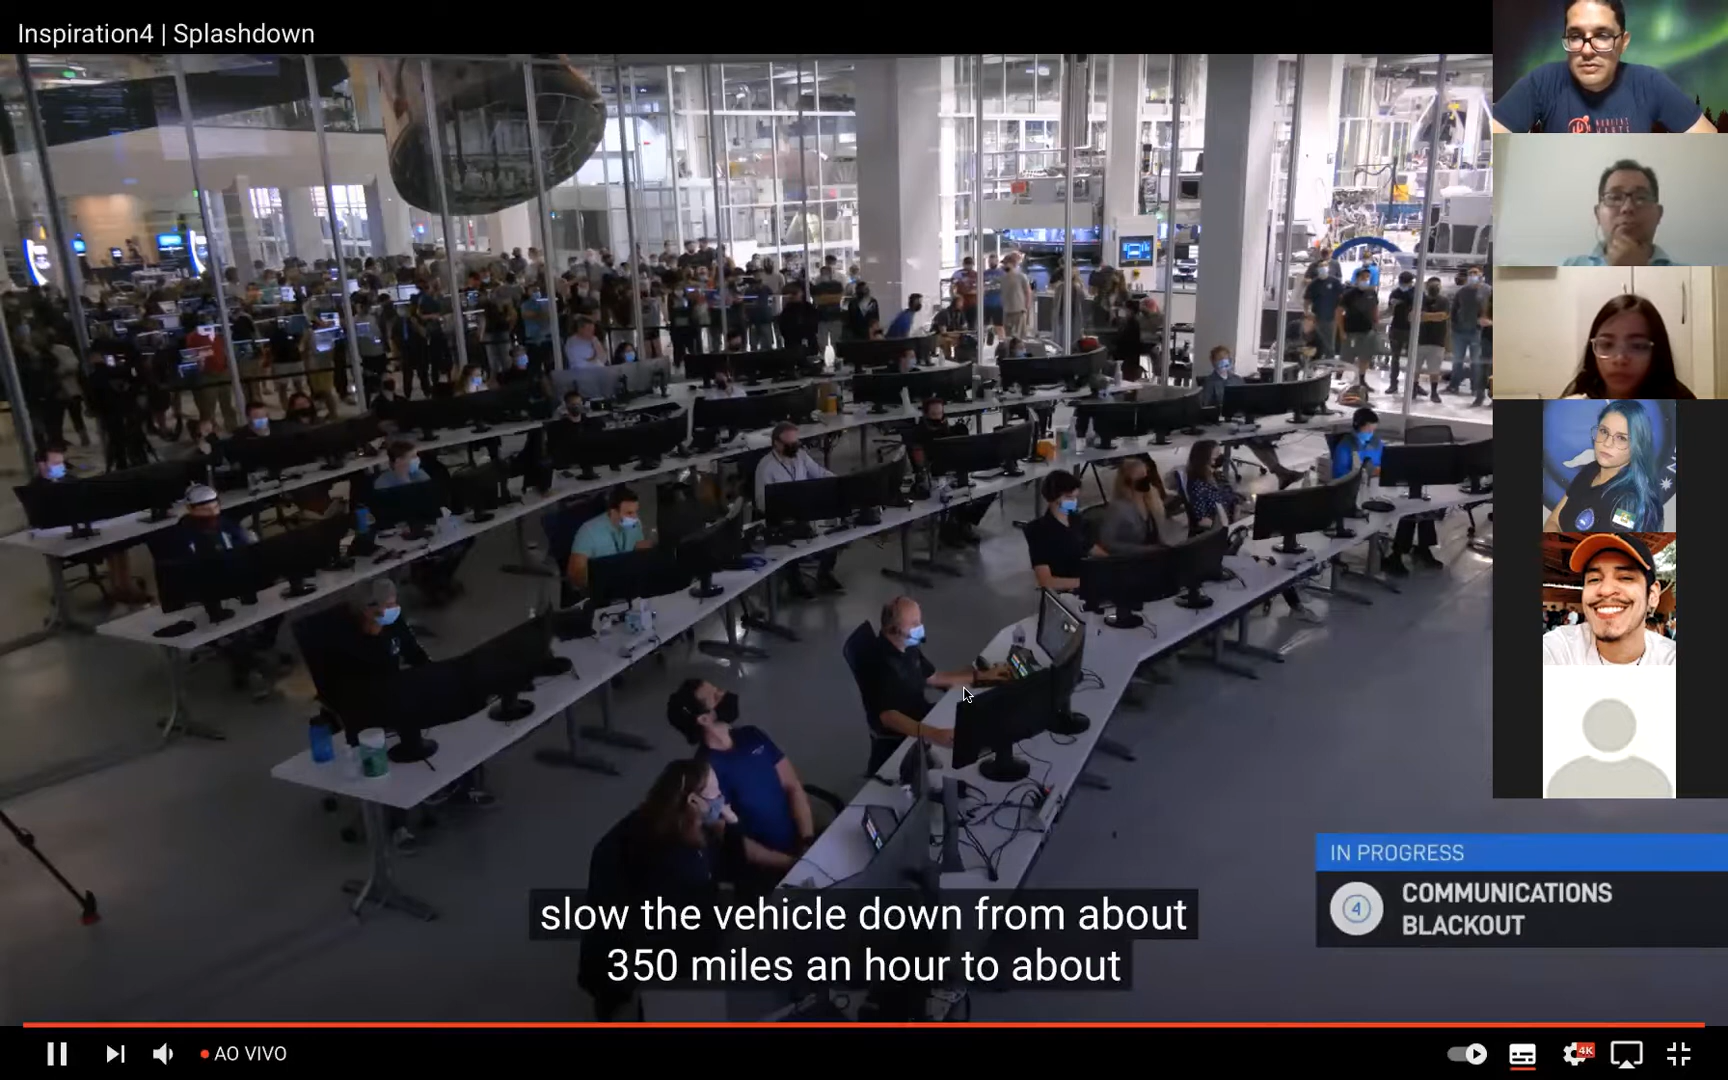 Inspiration4 | Splashdown
IN PROGRESS
4
COMMUNICATIONS
BLACKOUT
slow the vehicle down from about
350 miles an hour to about
AO VIVO
4K